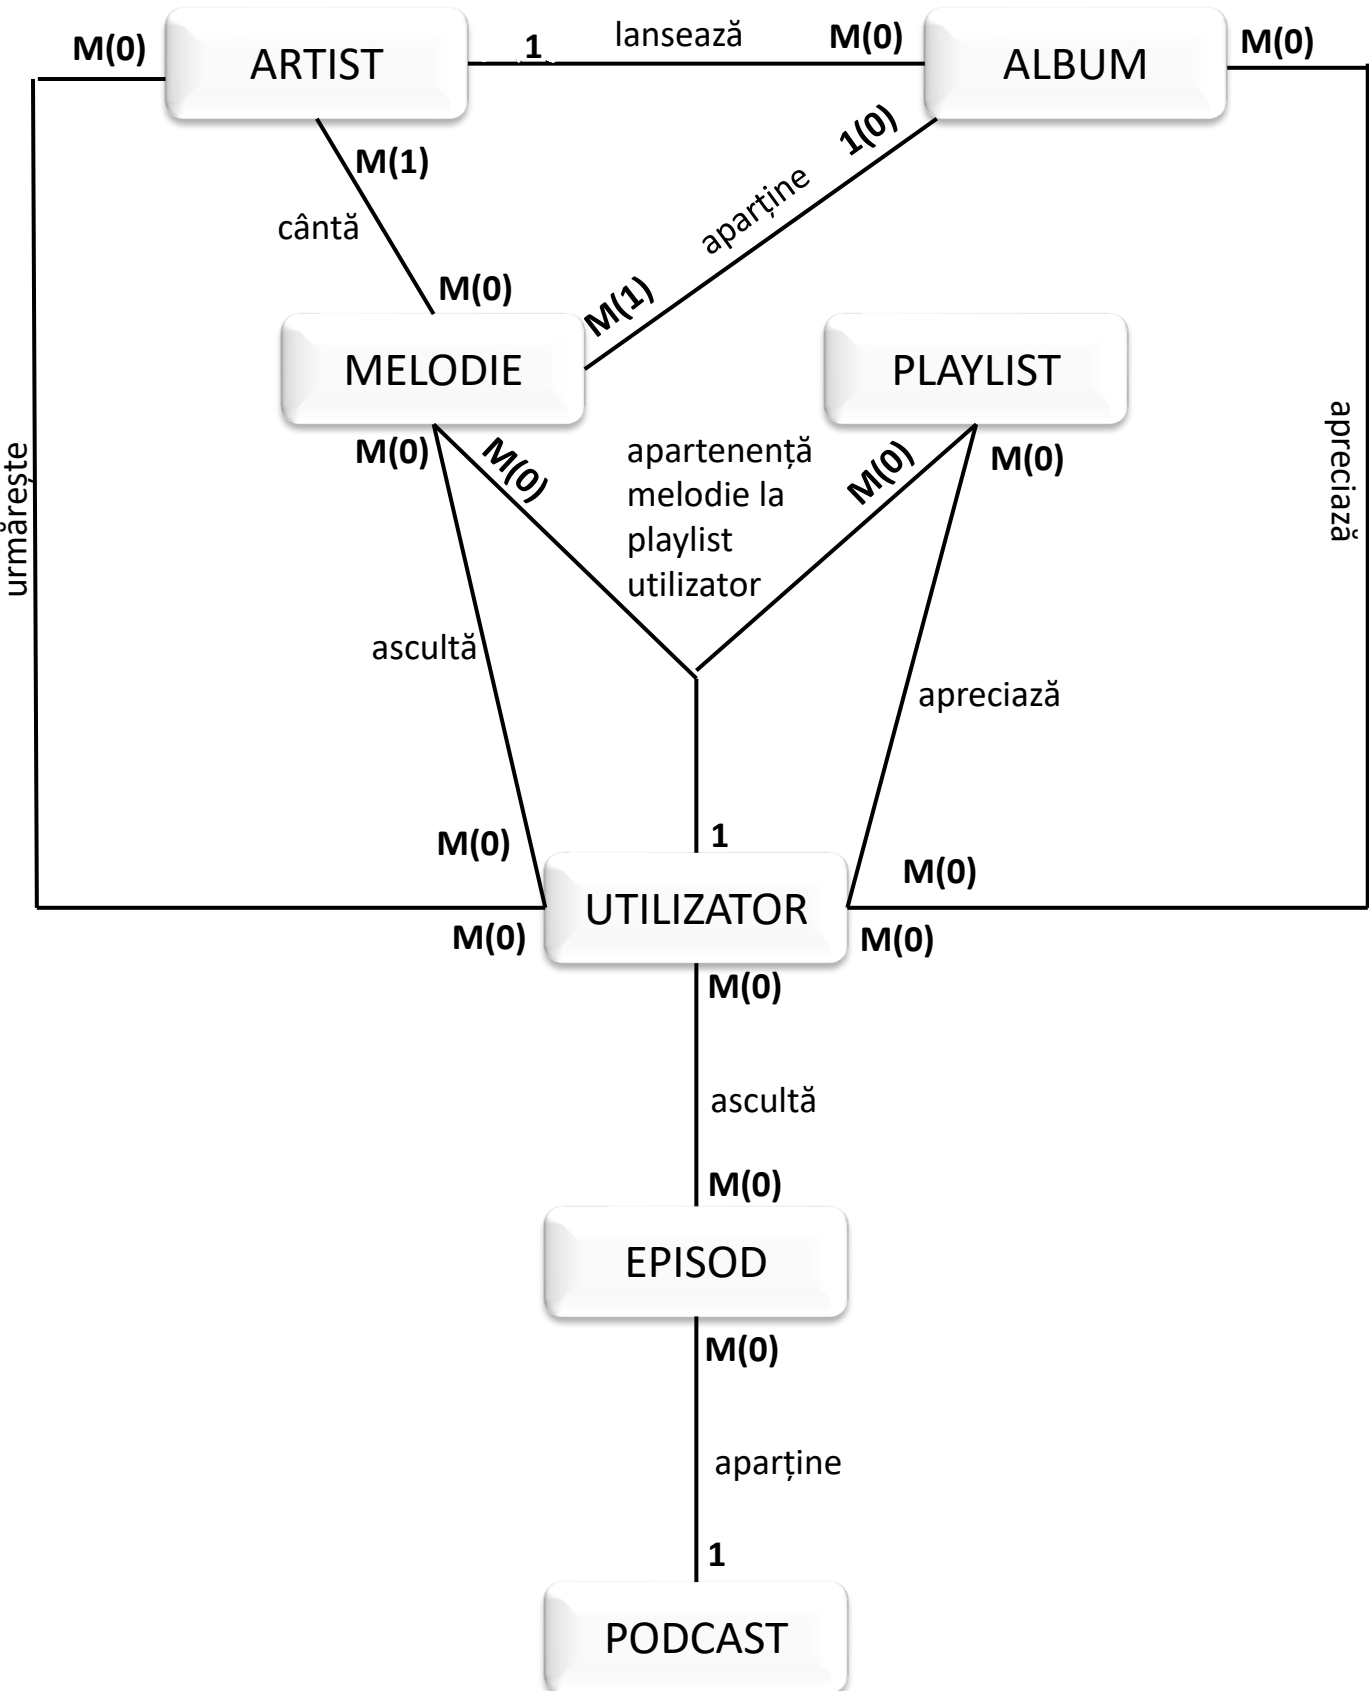 M(0)
ARTIST
1
lansează
M(0)
ALBUM
M(0)
M(1)
cântă
M(0)
1(0)
aparține
M(1)
MELODIE
PLAYLIST
M(0)
M(0)
apartenență
melodie la
playlist
utilizator
M(0)
M(0)
urmărește
apreciază
ascultă
apreciază
M(0)
1
M(0)
UTILIZATOR
M(0)
M(0)
M(0)
ascultă
M(0)
EPISOD
M(0)
aparține
1
PODCAST